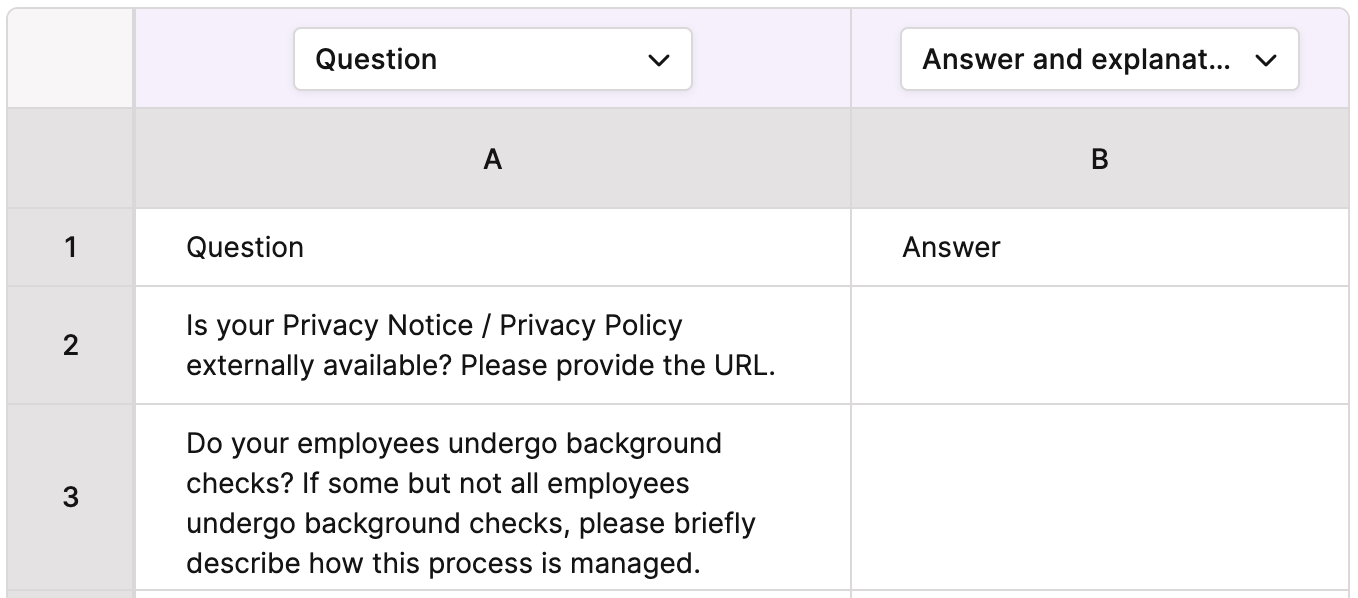 Question
Answer and explanat...
A
B
1
Question
Answer
2
Is your Privacy Notice / Privacy Policy
externally available? Please provide the URL.
3
Do your employees undergo background
checks? If some but not all employees
undergo background checks, please briefly
describe how this process is managed.